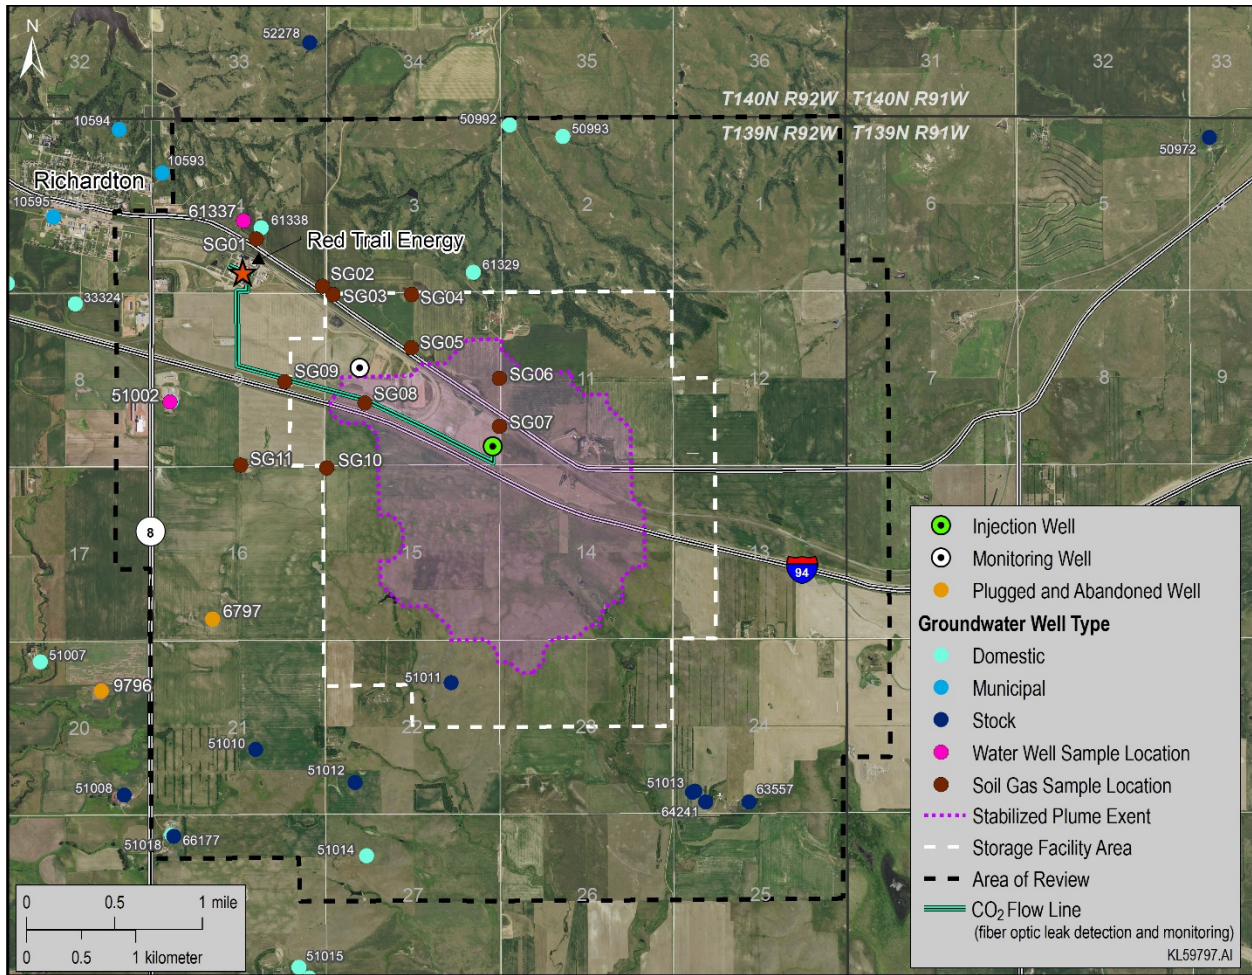 N
32
33
34
35
36
31
32
33
52278
T140N R92W
T140N R91W
T139N R92W
T139N R91W
10594
50992
50993
50972
10593
Richardton
10595
61337
61338
3
2
1
6
5
4
SG01
Red Trail Energy
61329
SG02
SG03
SG04
33324
SG05
8
9
SG09
SG06
11
12
7
8
9
51002
SG08
SG07
SG11
SG10
8
17
16
15
14
13
94
6797
51007
9796
51011
20
21
22
23
24
51010
51012
51008
51013
63557
64241
51018
66177
51014
27
26
25
51015
0
0.5
1 mile
0
0.5
1 kilometer
Injection Well
Monitoring Well
Plugged and Abandoned Well
Groundwater Well Type
Domestic
Municipal
Stock
Water Well Sample Location
Soil Gas Sample Location
Stabilized Plume Exent
Storage Facility Area
Area of Review
CO2 Flow Line
(fiber optic leak detection and monitoring)
KL59797.AI